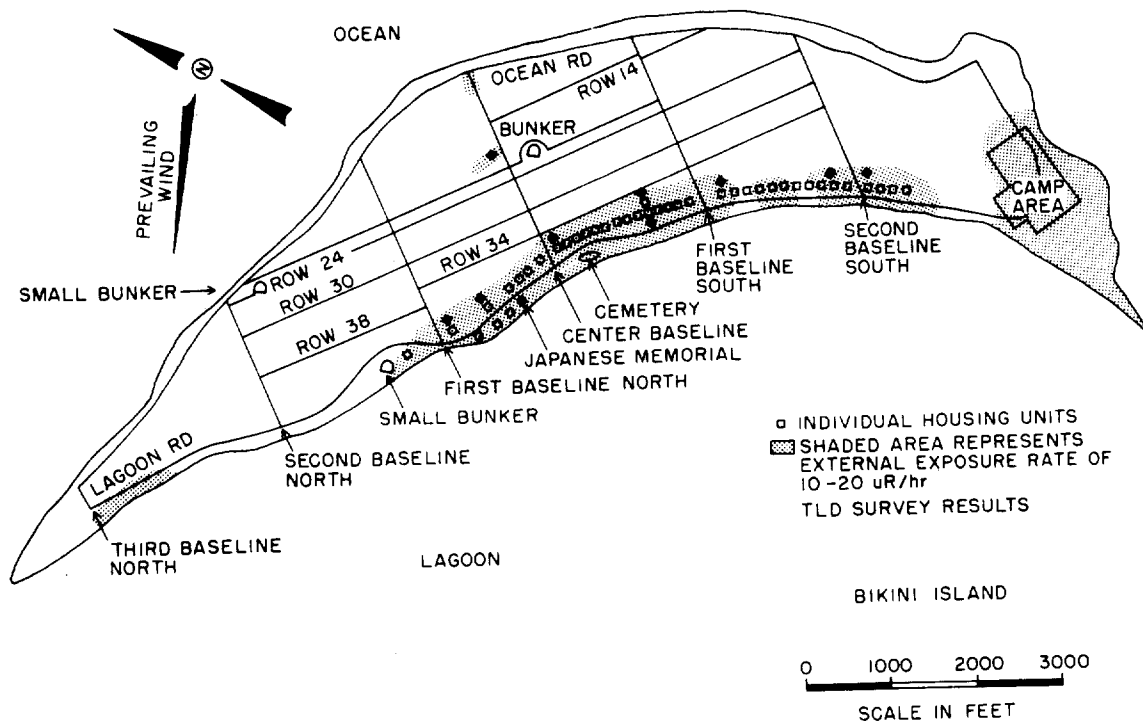 OCEAN
N
PREVAILING
WIND
OCEAN RD
ROW 14
BUNKER
CAMP
AREA
SMALL BUNKER
ROW 24
ROW 30
ROW 34
ROW 38
SECOND
BASELINE
SOUTH
FIRST
BASELINE
SOUTH
CEMETERY
CENTER BASELINE
JAPANESE MEMORIAL
FIRST BASELINE NORTH
SMALL BUNKER
LAGOON RD
SECOND BASELINE
NORTH
THIRD BASELINE
NORTH
LAGOON
INDIVIDUAL HOUSING UNITS
SHADED AREA REPRESENTS
EXTERNAL EXPOSURE RATE OF
10-20 uR/hr
TLD SURVEY RESULTS
BIKINI ISLAND
0 1000 2000 3000
SCALE IN FEET